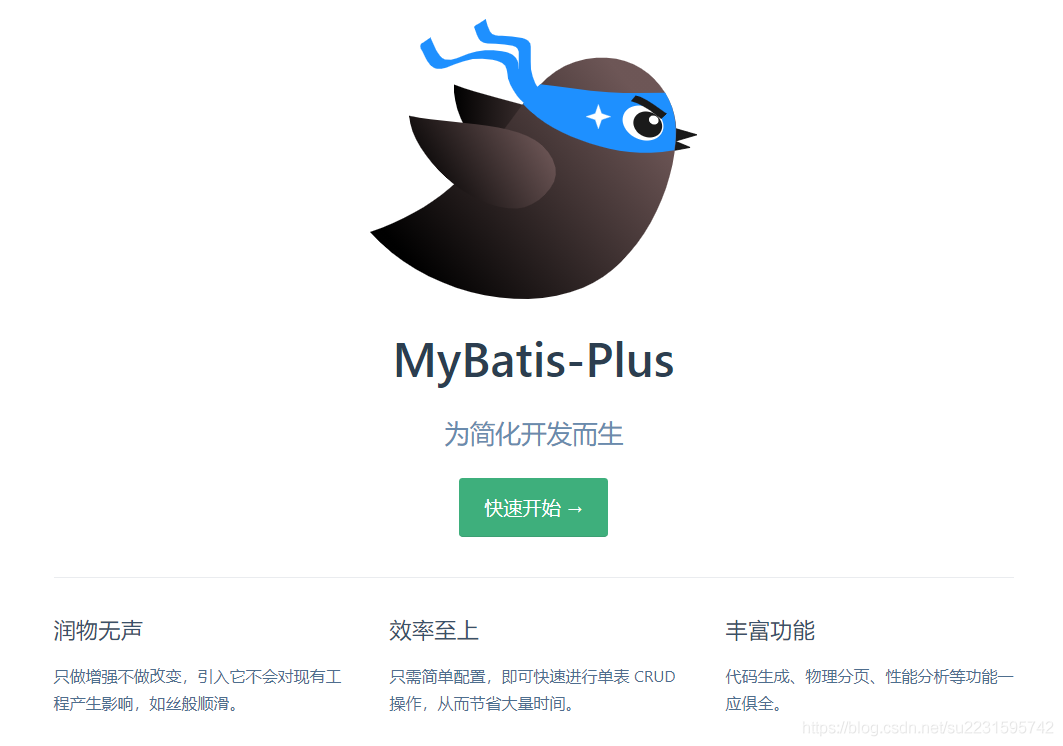 MyBatis-Plus
为简化开发而生
快速开始 →
润物无声
只做增强不做改变，引入它不会对现有工
程产生影响，如丝般顺滑。
效率至上
只需简单配置，即可快速进行单表 CRUD
操作，从而节省大量时间。
丰富功能
代码生成、物理分页、性能分析等功能一
应俱全。
https://blog.csdn.net/su2231595742